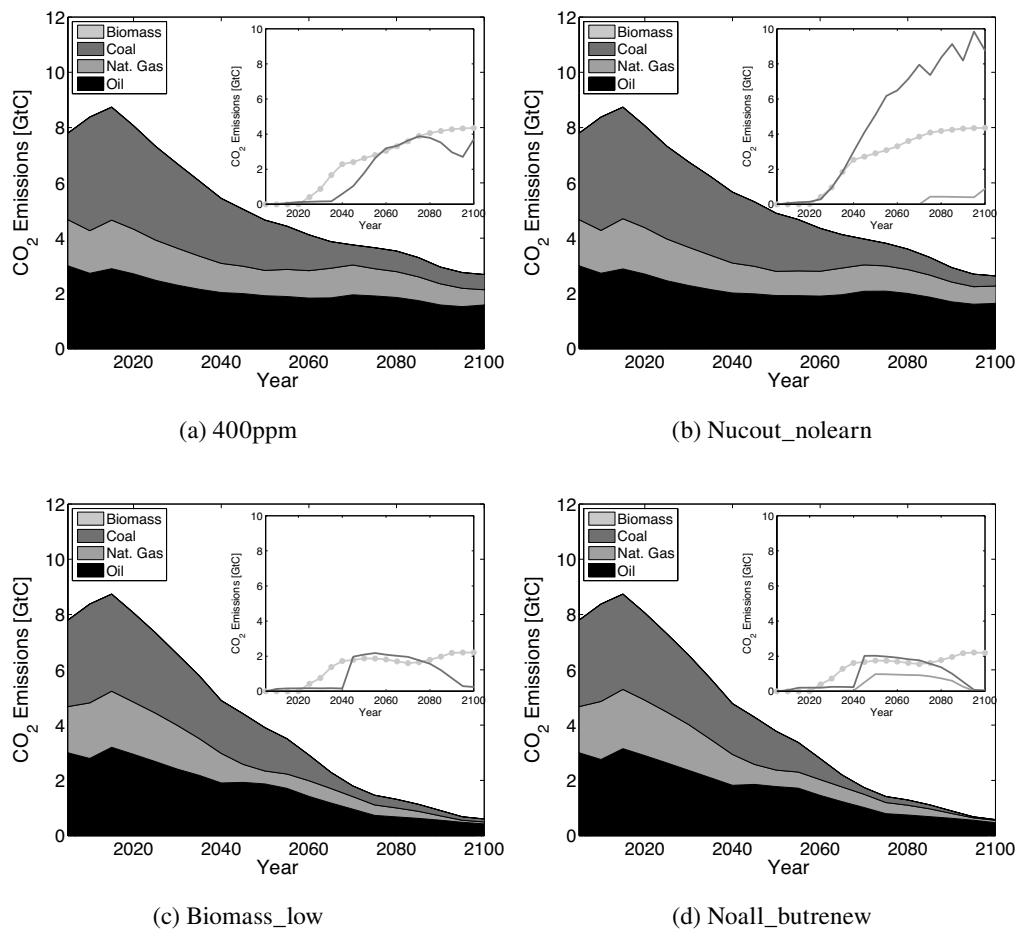 12
10
8
6
4
2
0
CO2 Emissions [GtC]
Biomass
Coal
Nat. Gas
Oil
10
8
6
4
2
0
CO2 Emissions [GtC]
2020 2040 2060 2080 2100
Year
2020 2040 2060 2080 2100
Year
(a) 400ppm
12
10
8
6
4
2
0
CO2 Emissions [GtC]
Biomass
Coal
Nat. Gas
Oil
10
8
6
4
2
0
CO2 Emissions [GtC]
2020 2040 2060 2080 2100
Year
2020 2040 2060 2080 2100
Year
(b) Nucout_nolearn
12
10
8
6
4
2
0
CO2 Emissions [GtC]
Biomass
Coal
Nat. Gas
Oil
10
8
6
4
2
0
CO2 Emissions [GtC]
2020 2040 2060 2080 2100
Year
2020 2040 2060 2080 2100
Year
(c) Biomass_low
12
10
8
6
4
2
0
CO2 Emissions [GtC]
Biomass
Coal
Nat. Gas
Oil
10
8
6
4
2
0
CO2 Emissions [GtC]
2020 2040 2060 2080 2100
Year
2020 2040 2060 2080 2100
Year
(d) Noall_butrenew